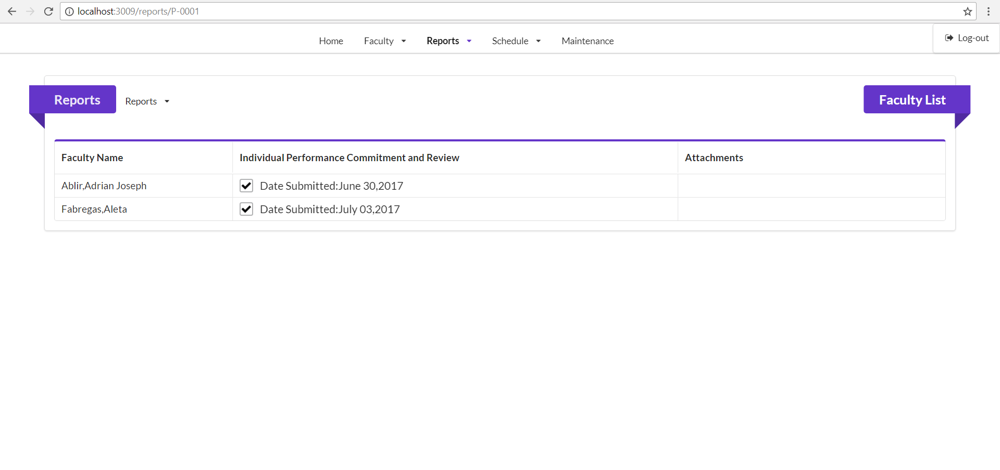 localhost:3009/reports/P-0001
Home Faculty Reports Schedule Maintenance Log-out
Reports Reports Faculty List
Faculty Name Individual Performance Commitment and Review Attachments
Ablir,Adrian Joseph Date Submitted:June 30,2017
Fabregas,Aleta Date Submitted:July 03,2017